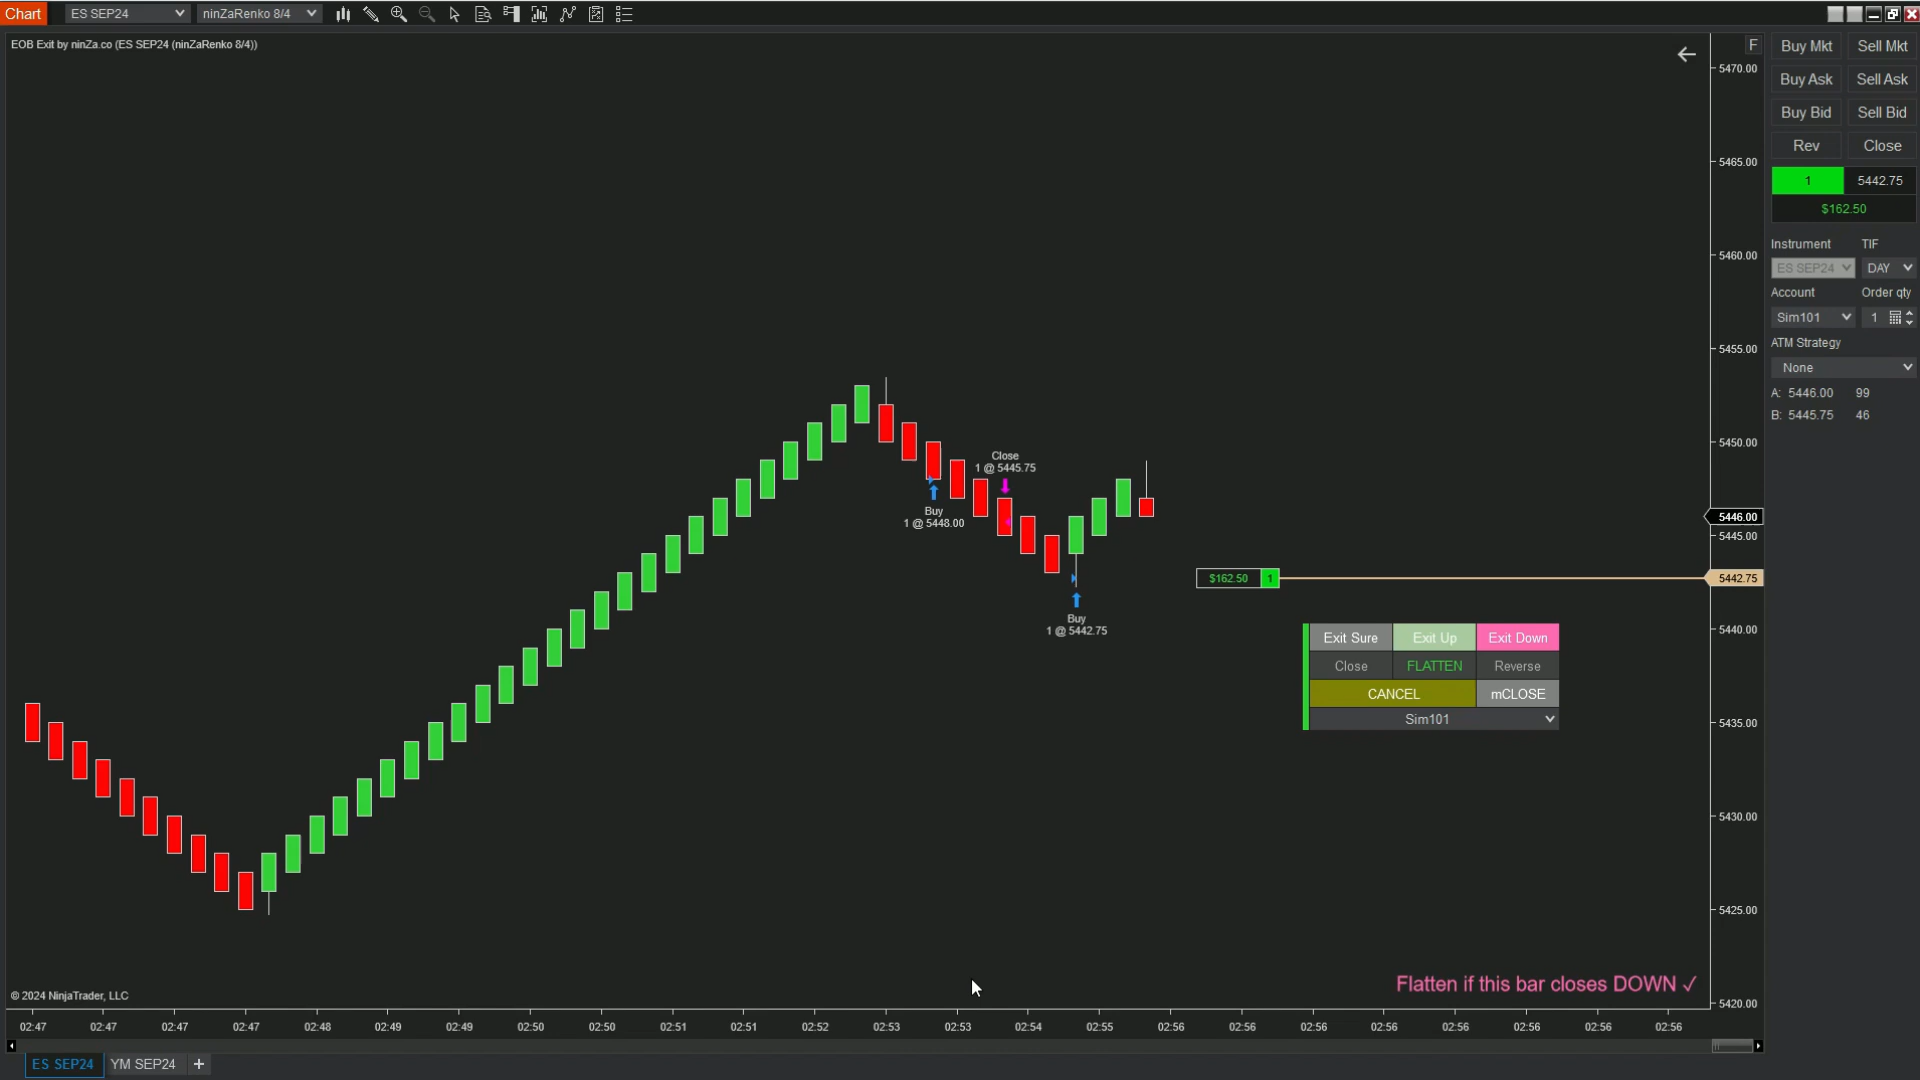 Chart ES SEP24 ninZaRenko 8/4
EOB Exit by ninZa.co (ES SEP24 (ninZaRenko 8/4))
F
Buy Mkt Sell Mkt
Buy Ask Sell Ask
Buy Bid Sell Bid
Rev Close
1 5442.75
$162.50
Instrument TIF
ES SEP24 DAY
Account Order qty
Sim101 1
ATM Strategy
None
A: 5446.00 99
B: 5445.75 46
5470.00
5465.00
5460.00
5455.00
5450.00
5446.00
5445.00
5442.75
5440.00
5435.00
5430.00
5425.00
5420.00
Close
1 @ 5445.75
Buy
1 @ 5448.00
Buy
1 @ 5442.75
$162.50 1
Exit Sure Exit Up Exit Down
Close FLATTEN Reverse
CANCEL mCLOSE
Sim101
Flatten if this bar closes DOWN ✓
© 2024 NinjaTrader, LLC
02:47 02:47 02:47 02:47 02:48 02:49 02:49 02:50 02:50 02:51 02:51 02:52 02:53 02:53 02:54 02:55 02:56 02:56 02:56 02:56 02:56 02:56 02:56 02:56
ES SEP24 YM SEP24 +